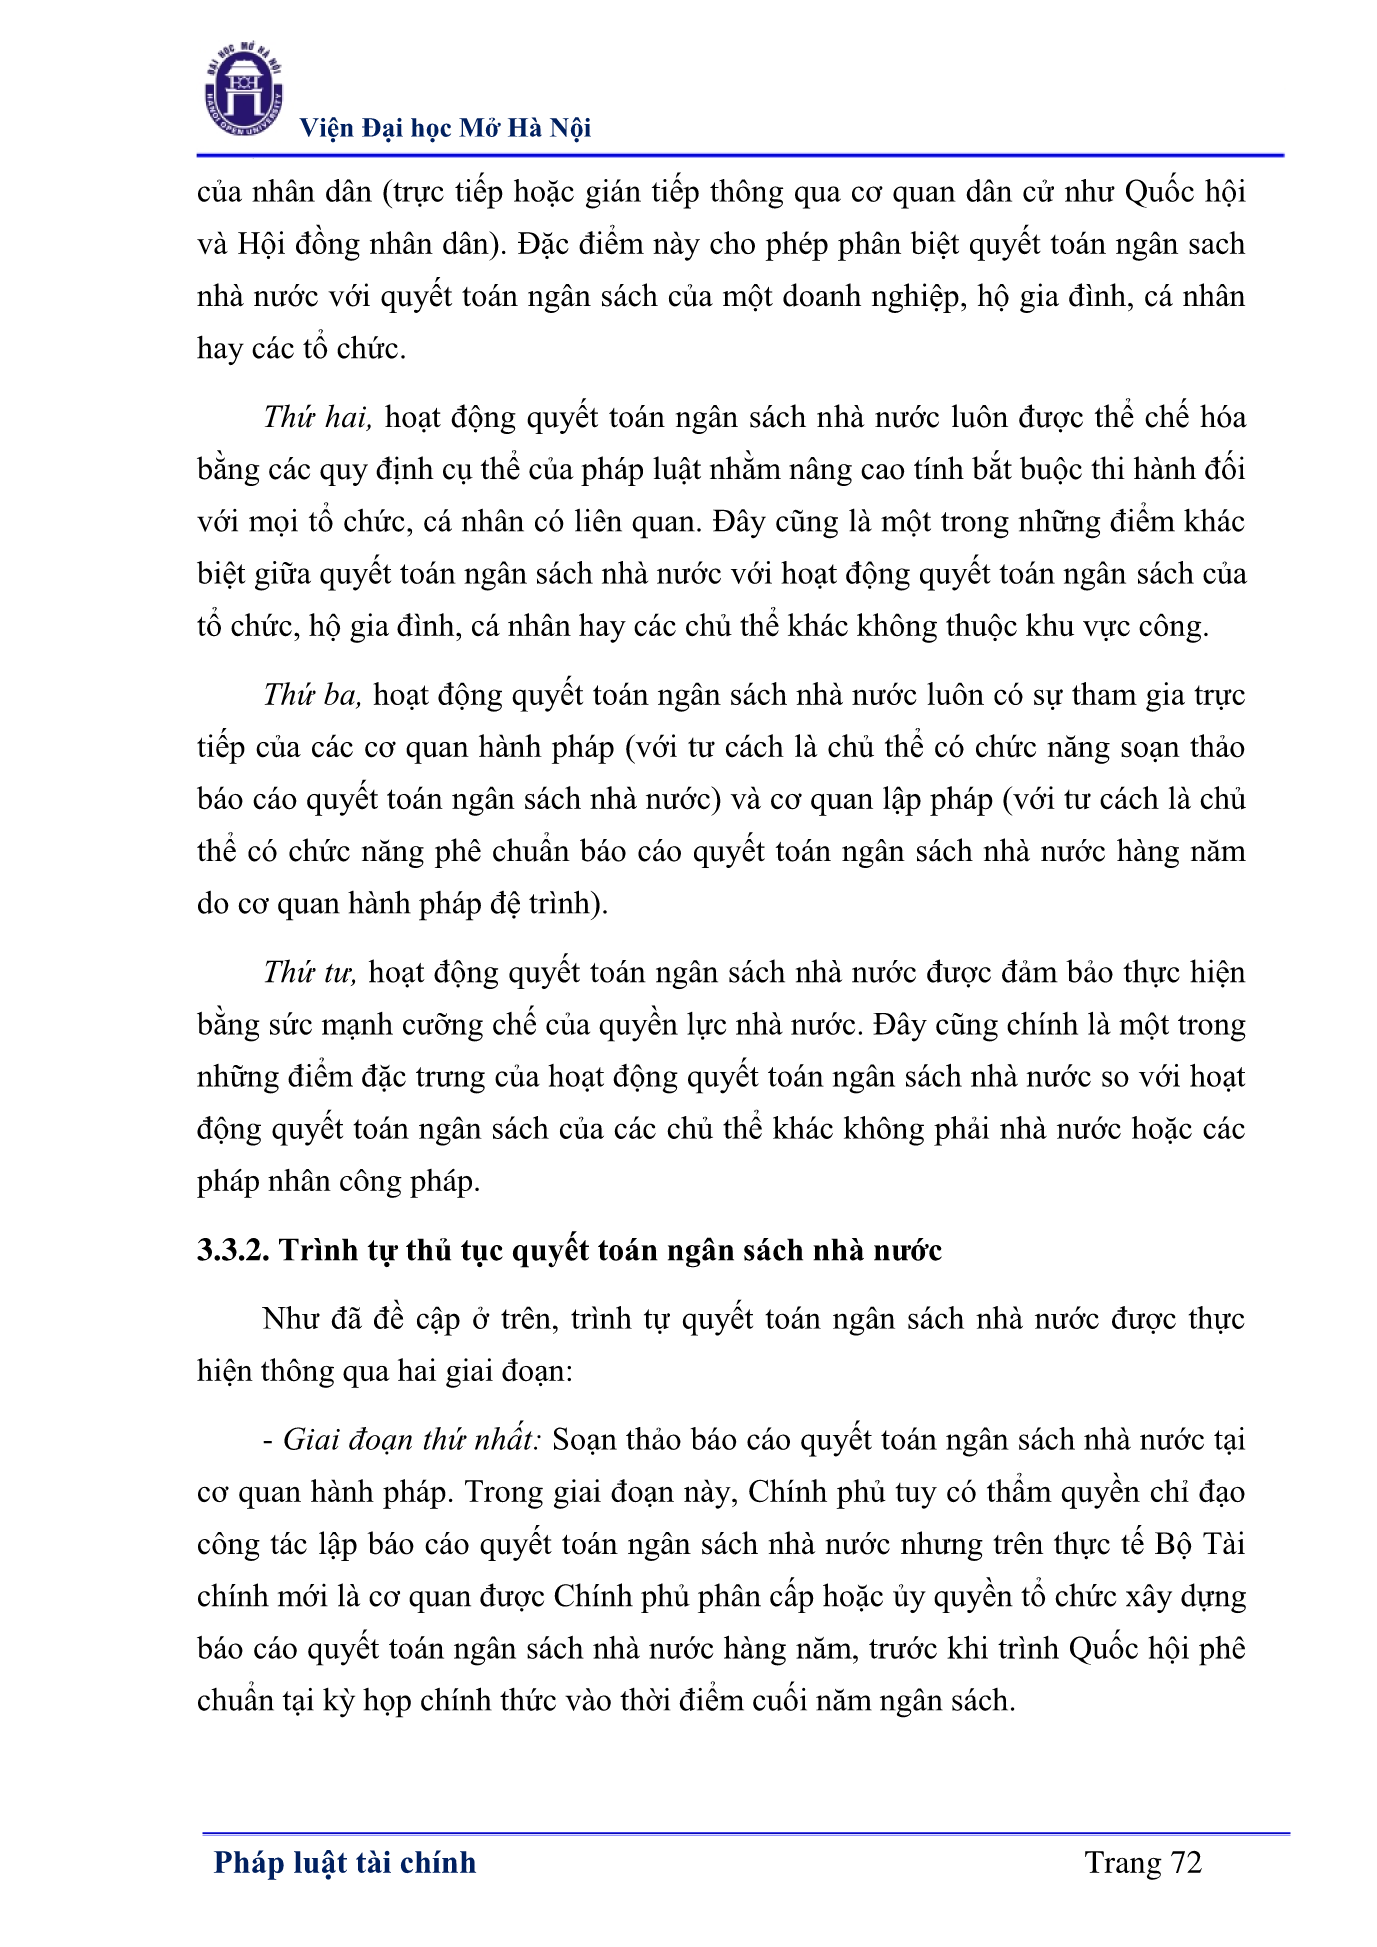 ĐẠI HỌC MỞ HÀ NỘI
HANOI OPEN UNIVERSITY
Viện Đại học Mở Hà Nội
của nhân dân (trực tiếp hoặc gián tiếp thông qua cơ quan dân cử như Quốc hội
và Hội đồng nhân dân). Đặc điểm này cho phép phân biệt quyết toán ngân sach
nhà nước với quyết toán ngân sách của một doanh nghiệp, hộ gia đình, cá nhân
hay các tổ chức.
Thứ hai, hoạt động quyết toán ngân sách nhà nước luôn được thể chế hóa
bằng các quy định cụ thể của pháp luật nhằm nâng cao tính bắt buộc thi hành đối
với mọi tổ chức, cá nhân có liên quan. Đây cũng là một trong những điểm khác
biệt giữa quyết toán ngân sách nhà nước với hoạt động quyết toán ngân sách của
tổ chức, hộ gia đình, cá nhân hay các chủ thể khác không thuộc khu vực công.
Thứ ba, hoạt động quyết toán ngân sách nhà nước luôn có sự tham gia trực
tiếp của các cơ quan hành pháp (với tư cách là chủ thể có chức năng soạn thảo
báo cáo quyết toán ngân sách nhà nước) và cơ quan lập pháp (với tư cách là chủ
thể có chức năng phê chuẩn báo cáo quyết toán ngân sách nhà nước hàng năm
do cơ quan hành pháp đệ trình).
Thứ tư, hoạt động quyết toán ngân sách nhà nước được đảm bảo thực hiện
bằng sức mạnh cưỡng chế của quyền lực nhà nước. Đây cũng chính là một trong
những điểm đặc trưng của hoạt động quyết toán ngân sách nhà nước so với hoạt
động quyết toán ngân sách của các chủ thể khác không phải nhà nước hoặc các
pháp nhân công pháp.
3.3.2. Trình tự thủ tục quyết toán ngân sách nhà nước
Như đã đề cập ở trên, trình tự quyết toán ngân sách nhà nước được thực
hiện thông qua hai giai đoạn:
- Giai đoạn thứ nhất: Soạn thảo báo cáo quyết toán ngân sách nhà nước tại
cơ quan hành pháp. Trong giai đoạn này, Chính phủ tuy có thẩm quyền chỉ đạo
công tác lập báo cáo quyết toán ngân sách nhà nước nhưng trên thực tế Bộ Tài
chính mới là cơ quan được Chính phủ phân cấp hoặc ủy quyền tổ chức xây dựng
báo cáo quyết toán ngân sách nhà nước hàng năm, trước khi trình Quốc hội phê
chuẩn tại kỳ họp chính thức vào thời điểm cuối năm ngân sách.
Pháp luật tài chính
Trang 72